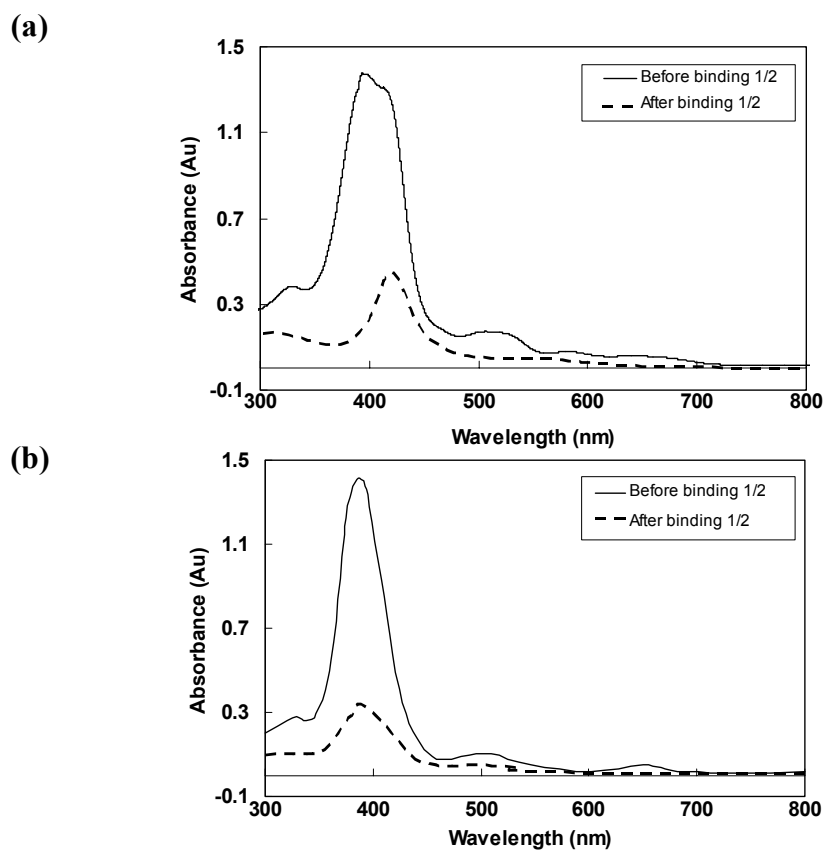 (a)
1.5
1.1
0.7
0.3
-0.1
Absorbance (Au)
Before binding 1/2
After binding 1/2
300 400 500 600 700 800
Wavelength (nm)
(b)
1.5
1.1
0.7
0.3
-0.1
Absorbance (Au)
Before binding 1/2
After binding 1/2
300 400 500 600 700 800
Wavelength (nm)